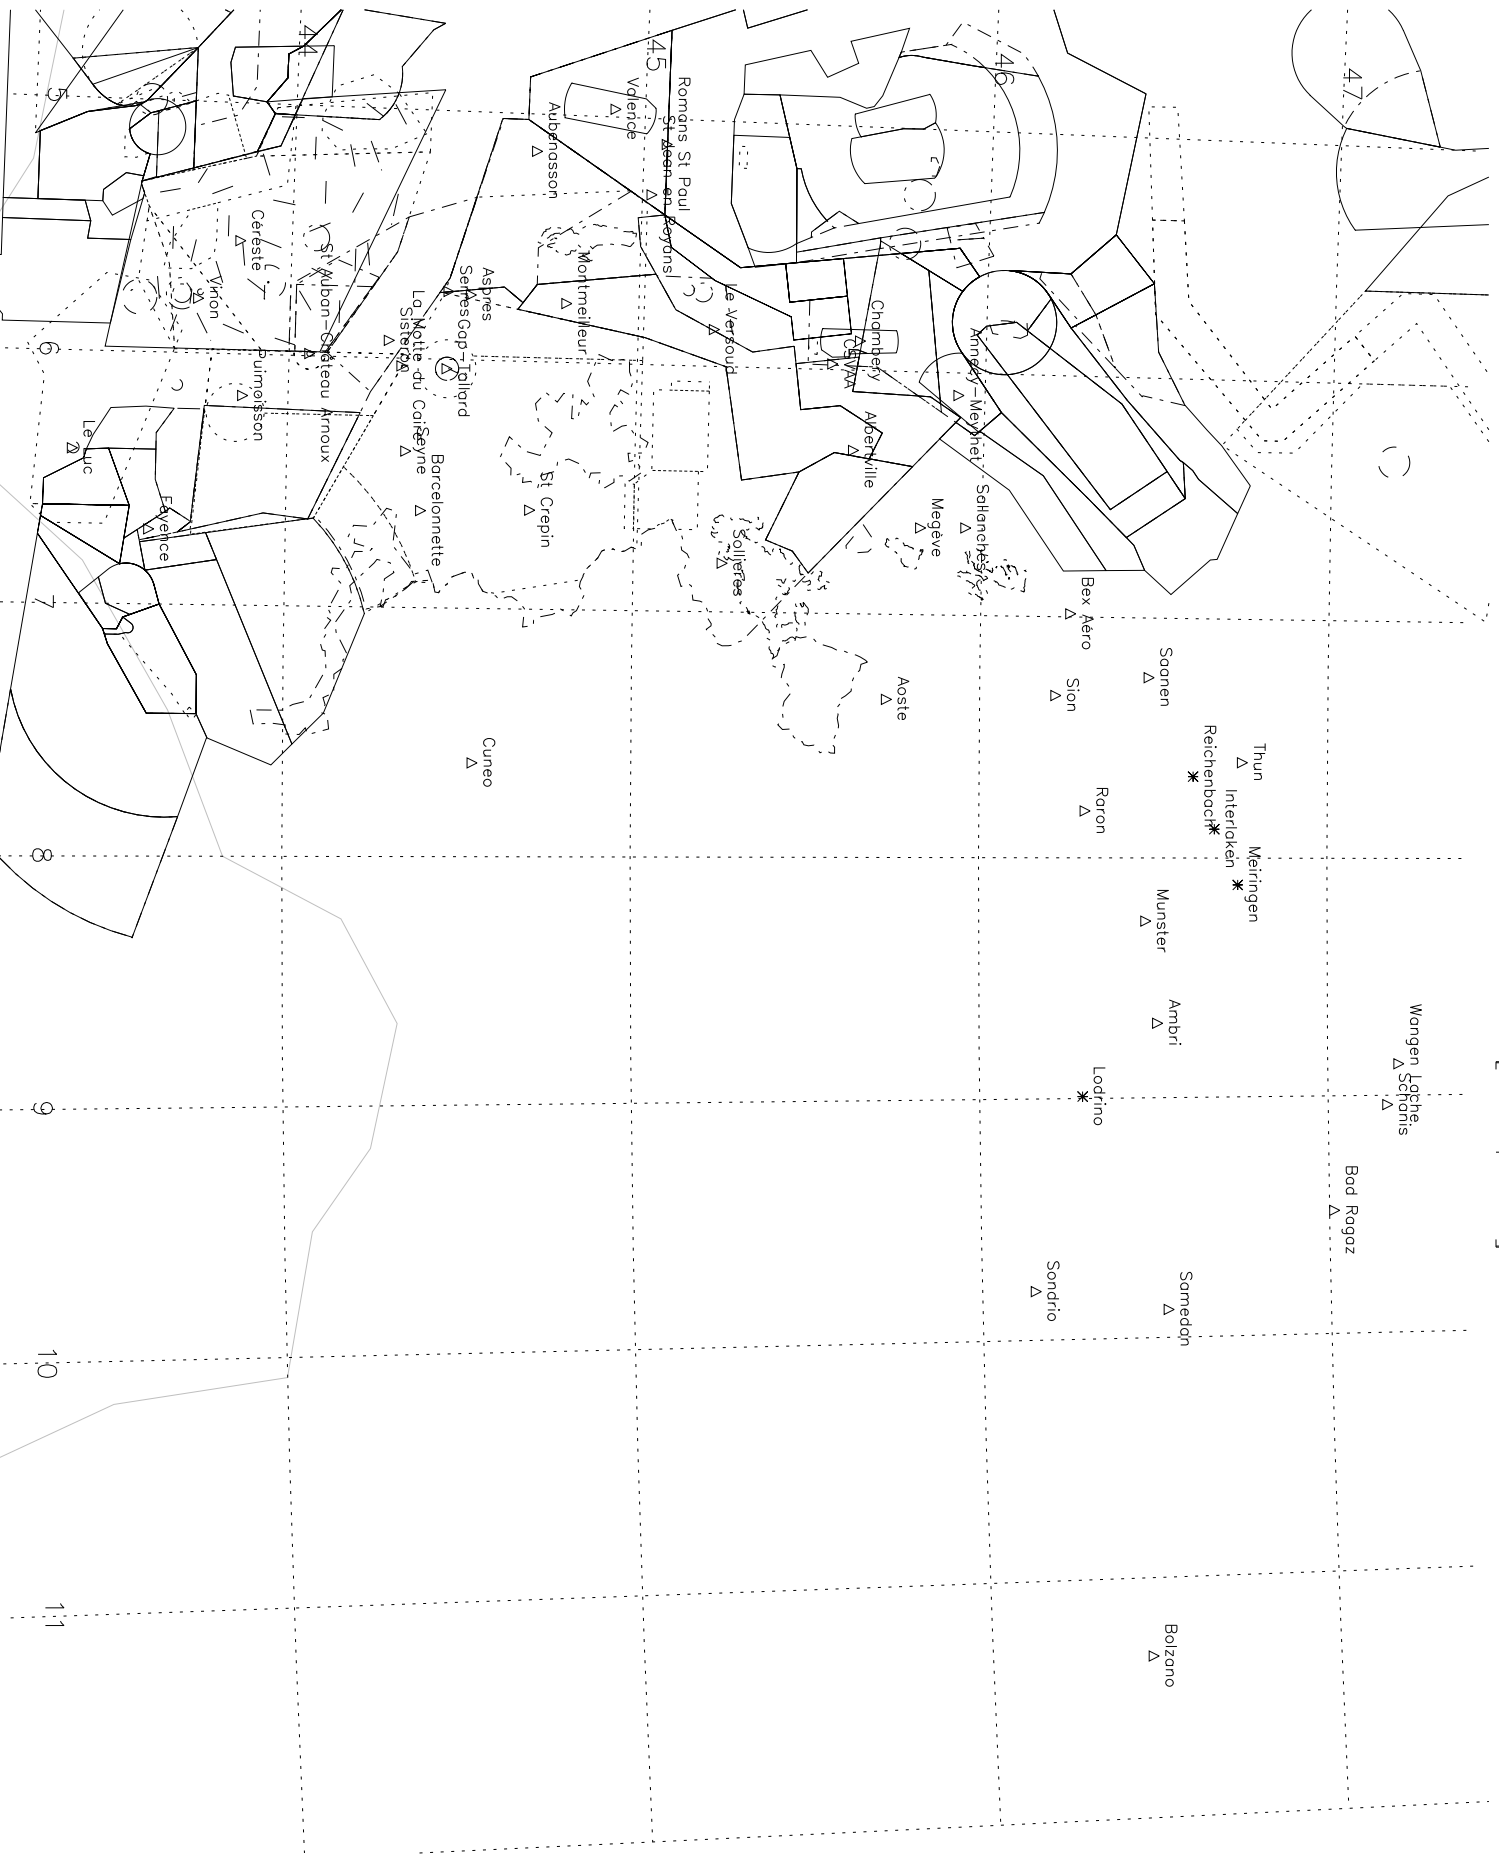 44
45
46
47
5
6
7
8
9
10
11
Valence
Romans St Paul
St Jean en Royans
Aubenasson
Céreste
St Auban-Château Arnoux
Vinon
Puimoisson
La Motte du Caire
Sisteron
Serres
Aspres
Gap-Tallard
Montmeilleur
Le Versoud
Chambery
CSVAA
Annecy-Meythet
Albertville
Le Luc
Fayence
Seyne
Barcelonnette
St Crepin
Sollieres
Megève
Sallanches
Bex Aéro
Sion
Saanen
Aoste
Cuneo
Reichenbach
Thun
Interlaken
Raron
Meiringen
Munster
Ambri
Lodrino
Wangen Lache
Schänis
Bad Ragaz
Sondrio
Samedan
Bolzano